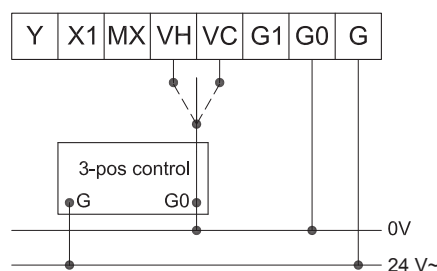 Y X1 MX VH VC G1 G0 G
3-pos control
G G0
0V
24 V~